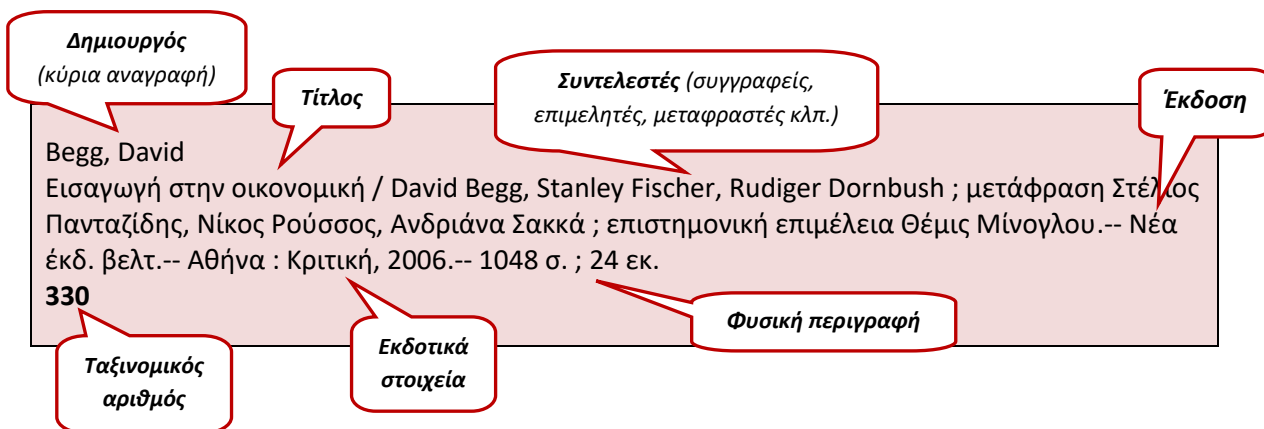 Δημιουργός
(κύρια αναγραφή)
Τίτλος
Συντελεστές (συγγραφείς,
επιμελητές, μεταφραστές κλπ.)
Έκδοση
Begg, David
Εισαγωγή στην οικονομική / David Begg, Stanley Fischer, Rudiger Dornbush ; μετάφραση Στέλιος
Πανταζίδης, Νίκος Ρούσσος, Ανδριάνα Σακκά ; επιστημονική επιμέλεια Θέμις Μίνογλου.-- Νέα
έκδ. βελτ.-- Αθήνα : Κριτική, 2006.-- 1048 σ. ; 24 εκ.
330
Ταξινομικός
αριθμός
Εκδοτικά
στοιχεία
Φυσική περιγραφή